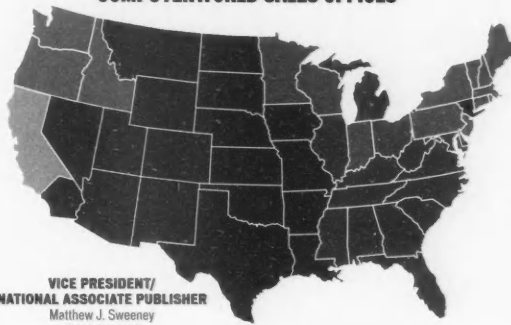 VICE PRESIDENT/
NATIONAL ASSOCIATE PUBLISHER
Matthew J. Sweeney